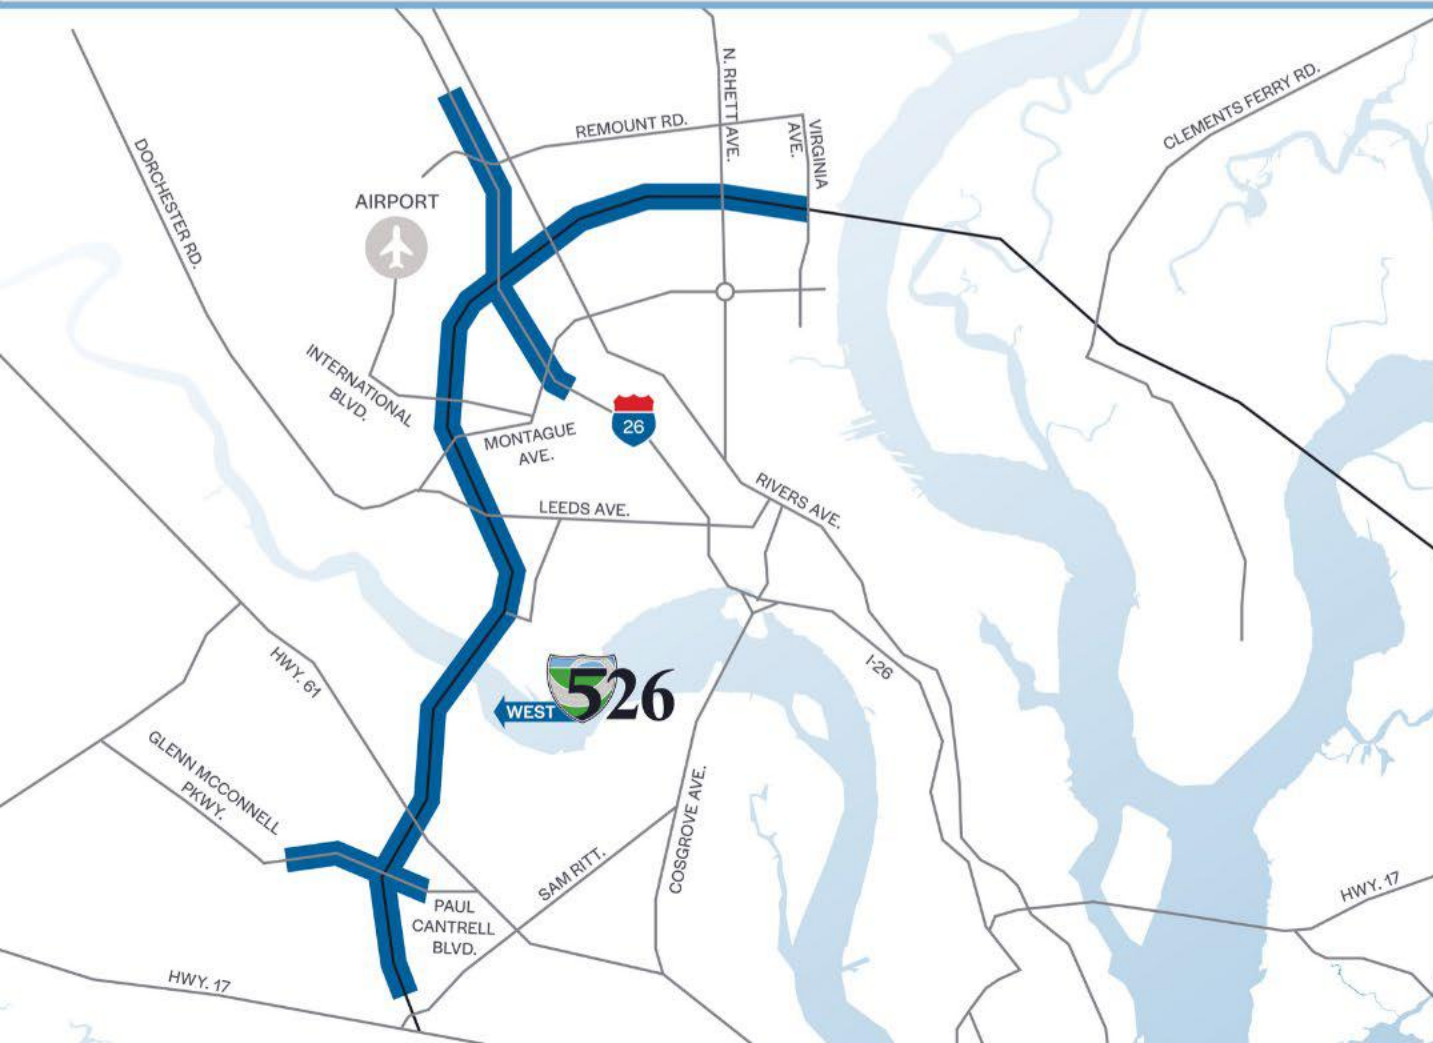 N. RHETT AVE.
REMOUNT RD.
VIRGINIA
AVE.
CLEMENTS FERRY RD.
DORCHESTER RD.
AIRPORT
INTERNATIONAL
BLVD.
26
MONTAGUE
AVE.
RIVERS AVE.
LEEDS AVE.
HWY. 61
WEST
526
I-26
GLENN MCCONNELL
PKWY.
COSGROVE AVE.
SAM RITT.
PAUL
CANTRELL
BLVD.
HWY. 17
HWY. 17